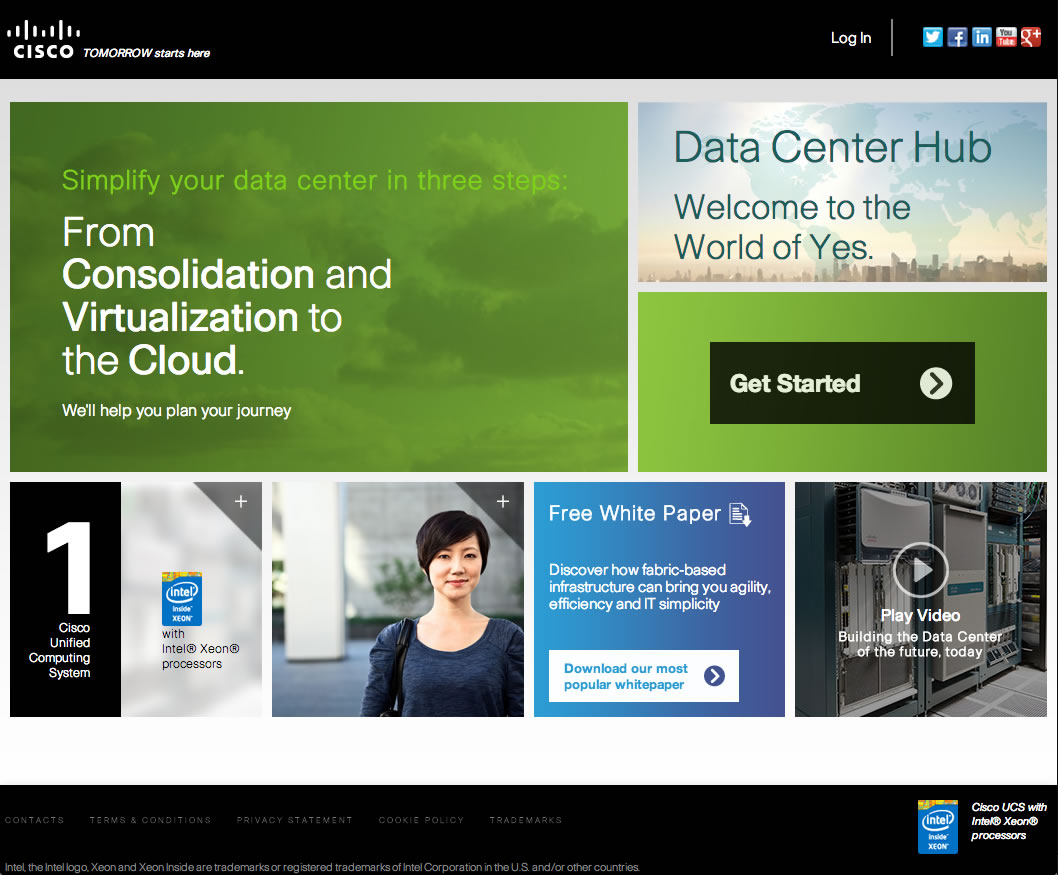 CISCO TOMORROW starts here
Log In
You
Tube
Simplify your data center in three steps:
From
Consolidation and
Virtualization to
the Cloud.
We'll help you plan your journey
Data Center Hub
Welcome to the
World of Yes.
Get Started
1
Cisco
Unified
Computing
System
intel
inside™
XEON®
with
Intel® Xeon®
processors
Free White Paper
Discover how fabric-based
infrastructure can bring you agility,
efficiency and IT simplicity
Download our most
popular whitepaper
Play Video
Building the Data Center
of the future, today
CONTACTS TERMS & CONDITIONS PRIVACY STATEMENT COOKIE POLICY TRADEMARKS
intel
inside™
XEON®
Cisco UCS with
Intel® Xeon®
processors
Intel, the Intel logo, Xeon and Xeon Inside are trademarks or registered trademarks of Intel Corporation in the U.S. and/or other countries.